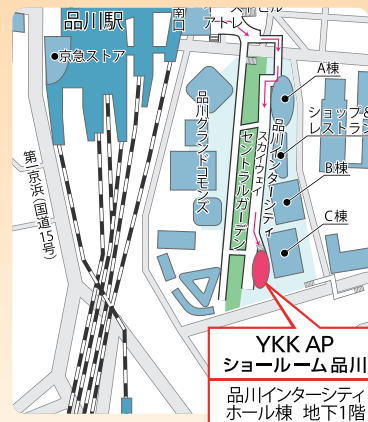 品川駅
南口
アトレ
京急ストア
A棟
ショップ&
レストラン
品川グランドコモンズ
スカイウェイ
品川インターシティ
セントラルガーデン
B棟
C棟
第一京浜(国道15号)
YKK AP
ショールーム品川
品川インターシティ
ホール棟 地下1階